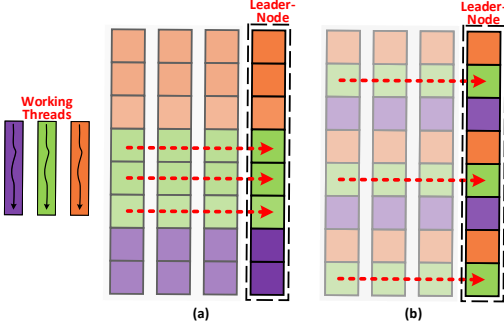 Leader-
Node
Leader-
Node
Working
Threads
(a)
(b)